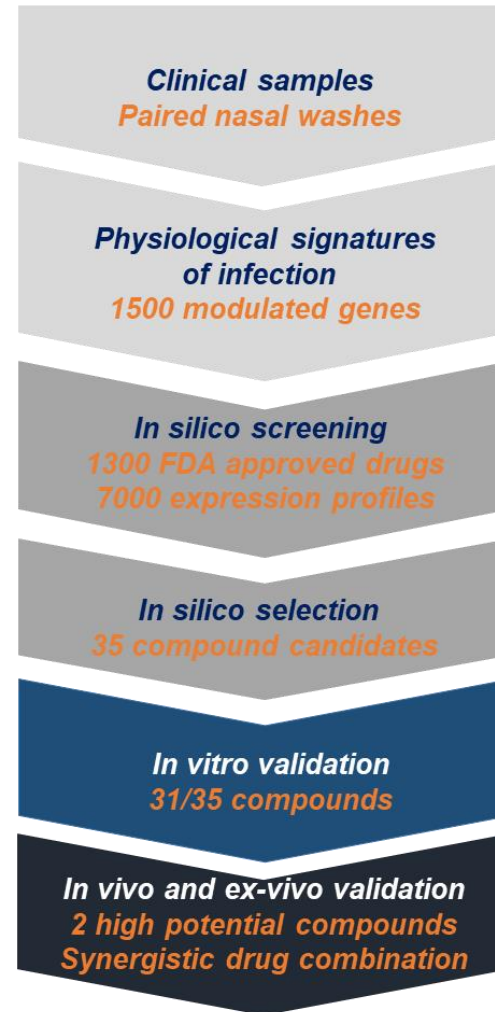 Clinical samples
Paired nasal washes
Physiological signatures
of infection
1500 modulated genes
In silico screening
1300 FDA approved drugs
7000 expression profiles
In silico selection
35 compound candidates
In vitro validation
31/35 compounds
In vivo and ex-vivo validation
2 high potential compounds
Synergistic drug combination